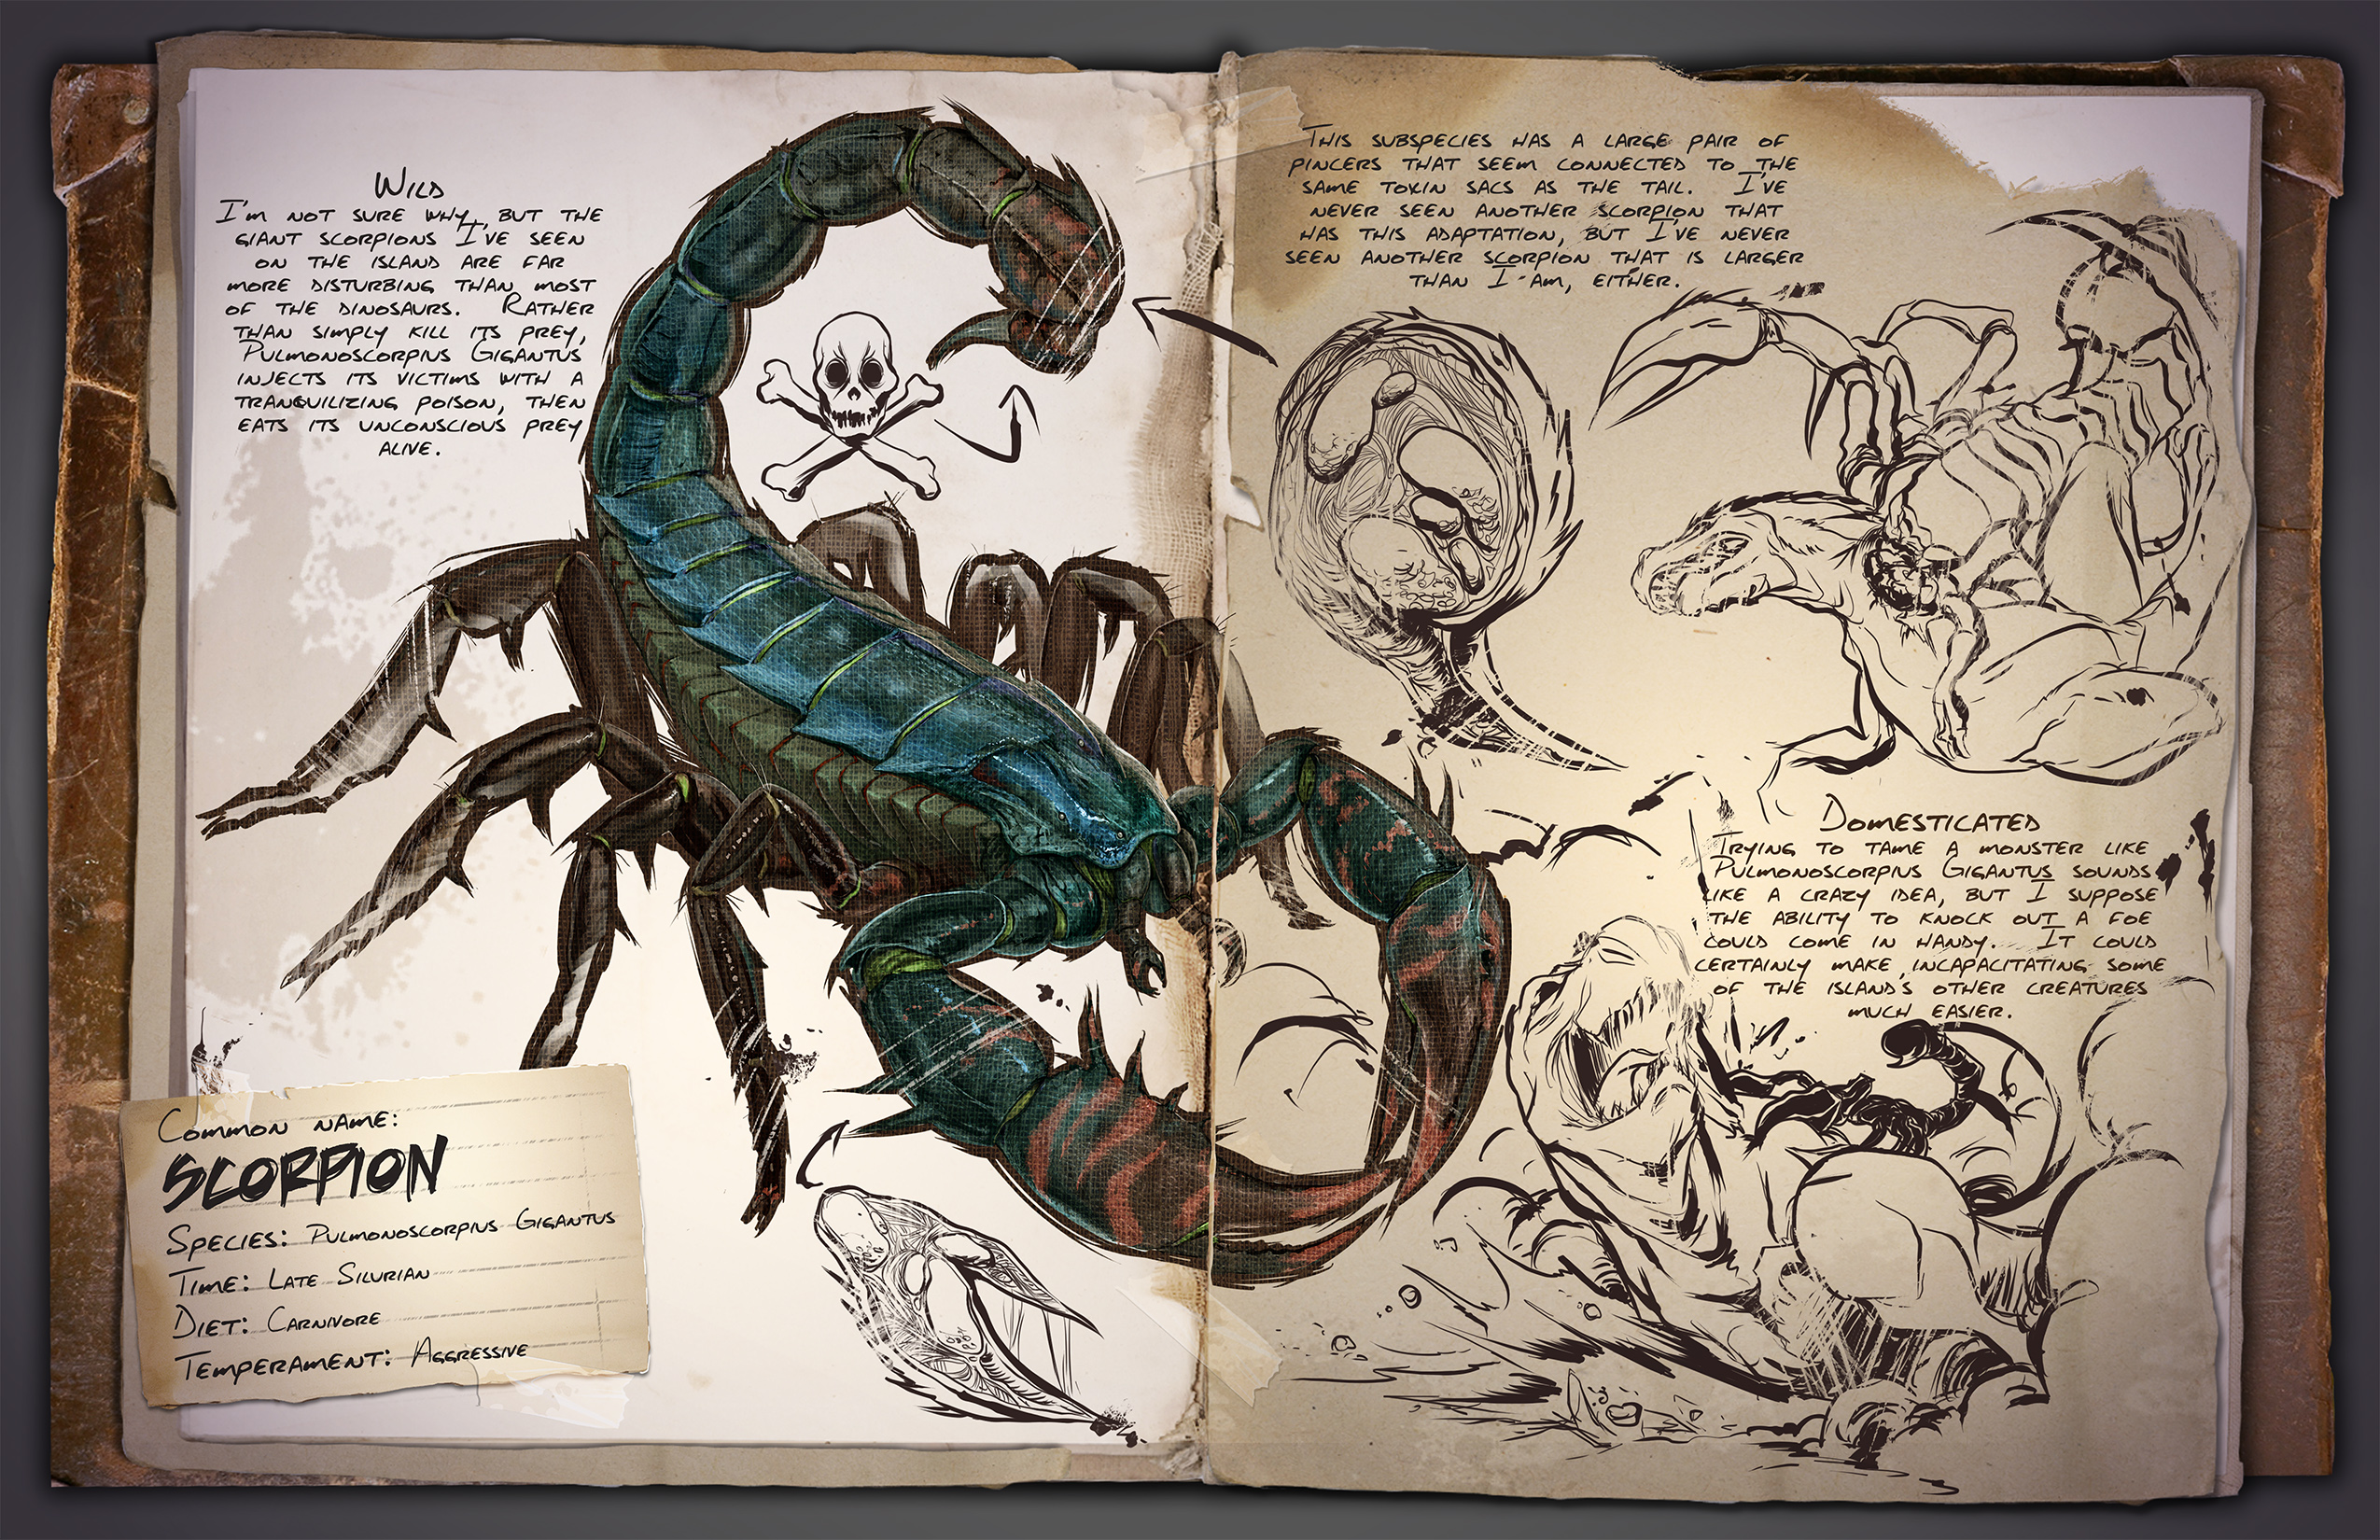 Wild
I'm not sure why, but the
giant scorpions I've seen
on the island are far
more disturbing than most
of the dinosaurs. Rather
than simply kill its prey,
Pulmonoscorpius Gigantus
injects its victims with a
tranquilizing poison, then
eats its unconscious prey
alive.
Common name:
Scorpion
Species: Pulmonoscorpius Gigantus
Time: Late Silurian
Diet: Carnivore
Temperament: Aggressive
This subspecies has a large pair of
pincers that seem connected to the
same toxin sacs as the tail. I've
never seen another scorpion that
has this adaptation, but I've never
seen another scorpion that is larger
than I am, either.
Domesticated
Trying to tame a monster like
Pulmonoscorpius Gigantus sounds
like a crazy idea, but I suppose
the ability to knock out a foe
could come in handy. It could
certainly make incapacitating some
of the island's other creatures
much easier.